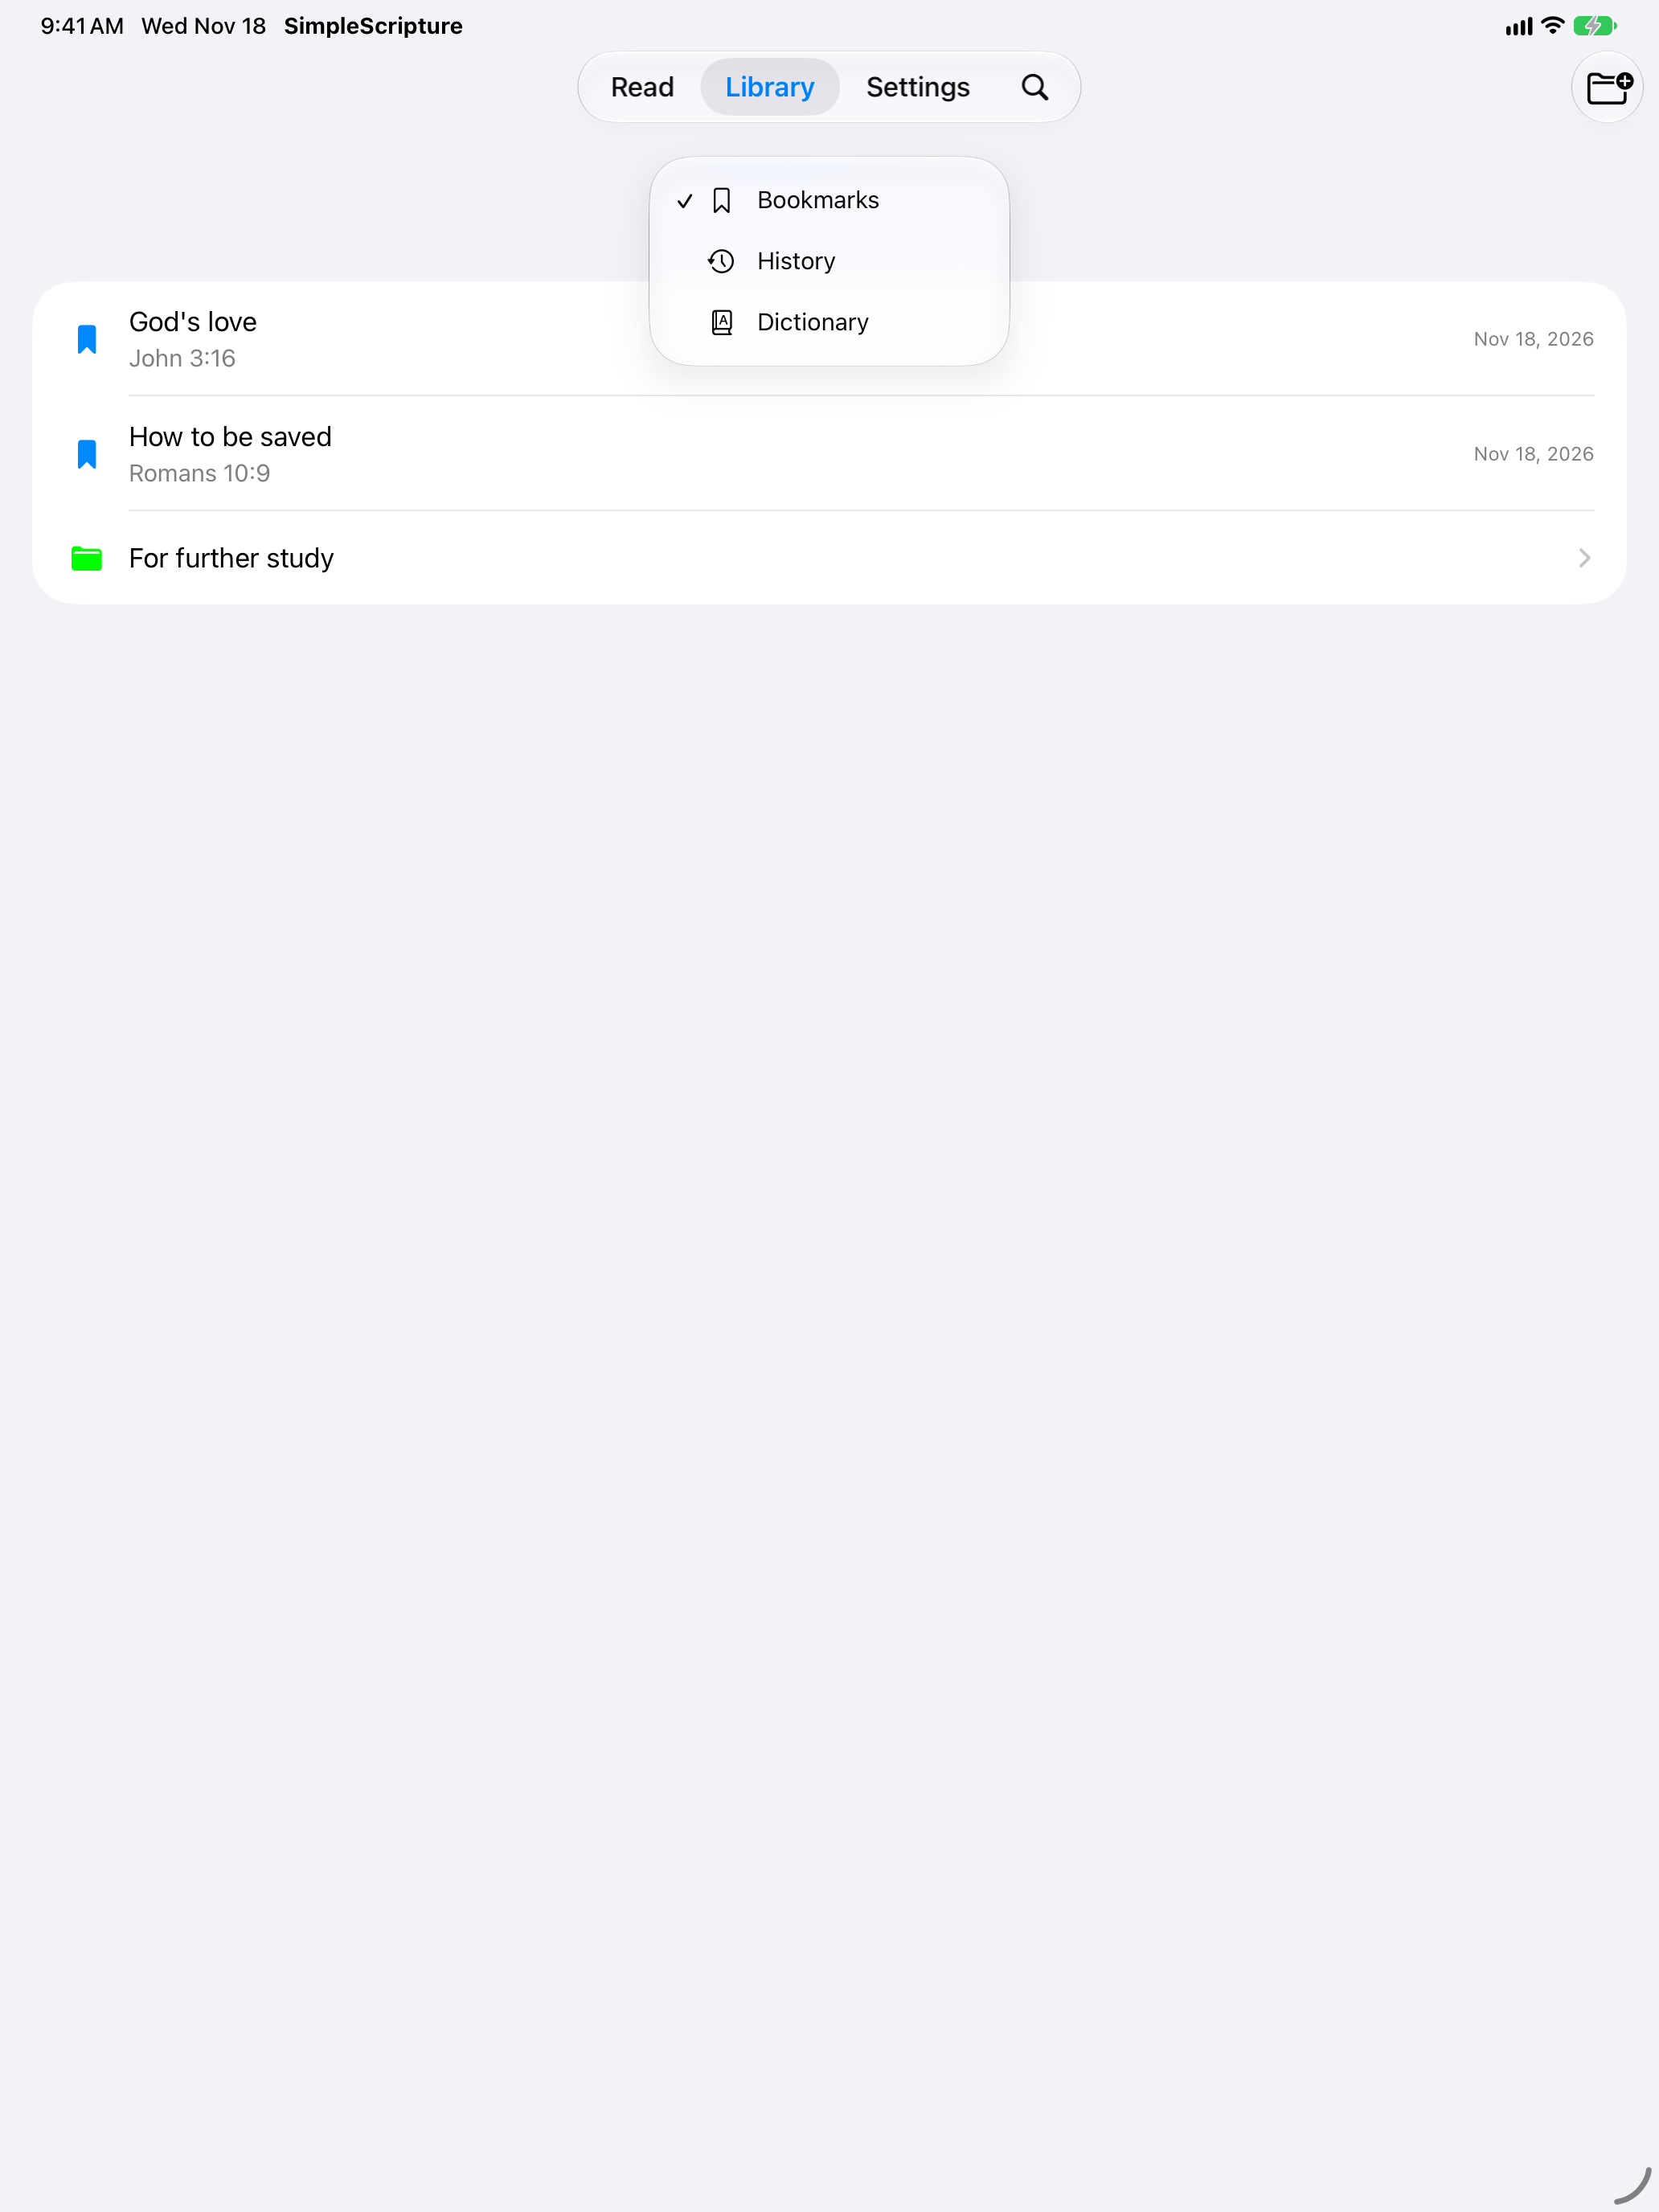 9:41 AM Wed Nov 18 SimpleScripture
Read Library Settings
Bookmarks
History
Dictionary
God's love
John 3:16
Nov 18, 2026
How to be saved
Romans 10:9
Nov 18, 2026
For further study